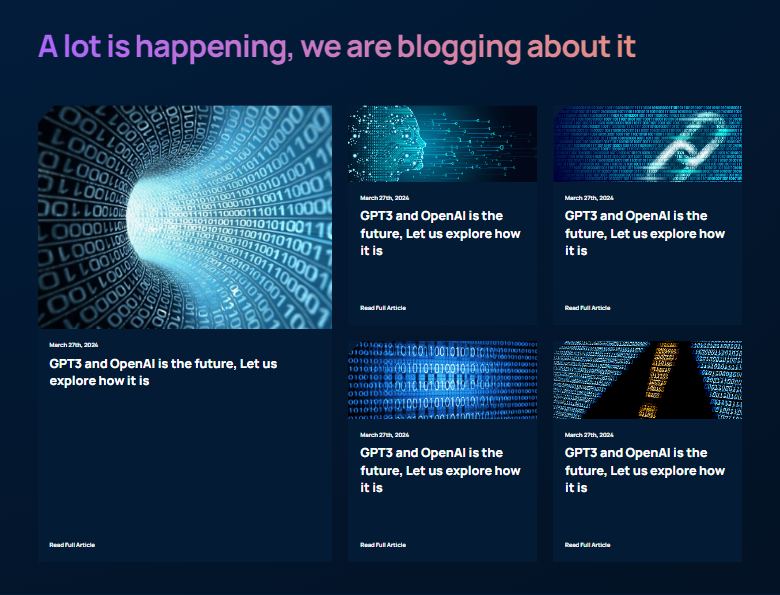 A lot is happening, we are blogging about it
March 27th, 2024
GPT3 and OpenAI is the future, Let us
explore how it is
Read Full Article
March 27th, 2024
GPT3 and OpenAI is the
future, Let us explore how
it is
Read Full Article
March 27th, 2024
GPT3 and OpenAI is the
future, Let us explore how
it is
Read Full Article
March 27th, 2024
GPT3 and OpenAI is the
future, Let us explore how
it is
Read Full Article
March 27th, 2024
GPT3 and OpenAI is the
future, Let us explore how
it is
Read Full Article